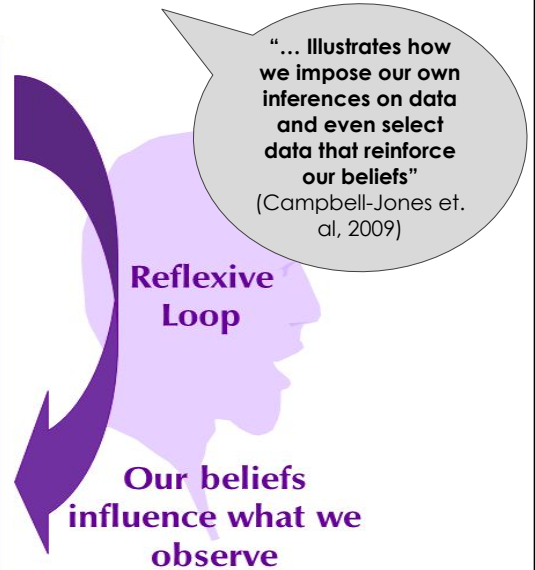 “… Illustrates how
we impose our own
inferences on data
and even select
data that reinforce
our beliefs”
(Campbell-Jones et.
al, 2009)
Reflexive
Loop
Our beliefs
influence what we
observe